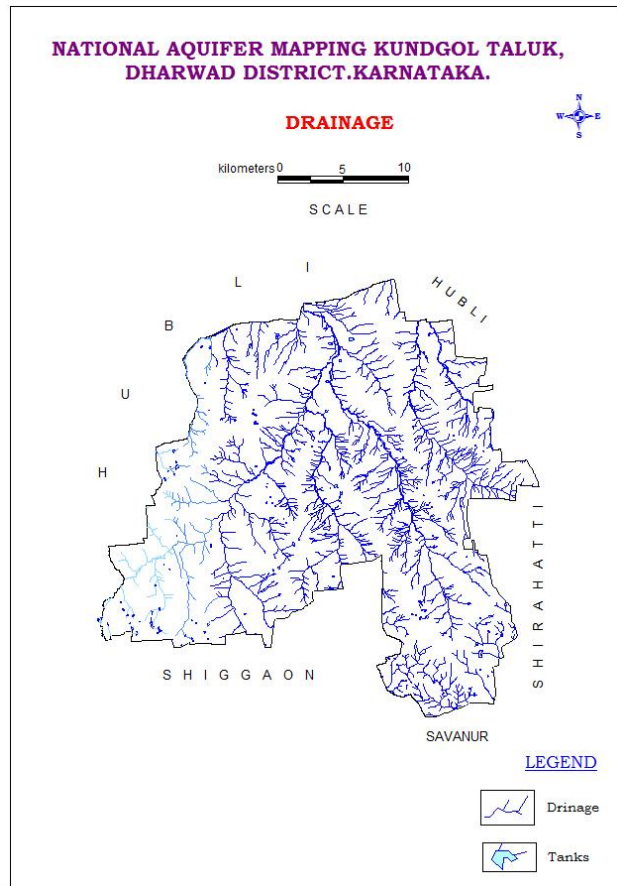 NATIONAL AQUIFER MAPPING KUNDGOL TALUK,
DHARWAD DISTRICT.KARNATAKA.
DRAINAGE
N
W E
S
kilometers 0 5 10
SCALE
HUBLI
HUBLI
SHIRAHATTI
SHIGGAON
SAVANUR
LEGEND
Drinage
Tanks